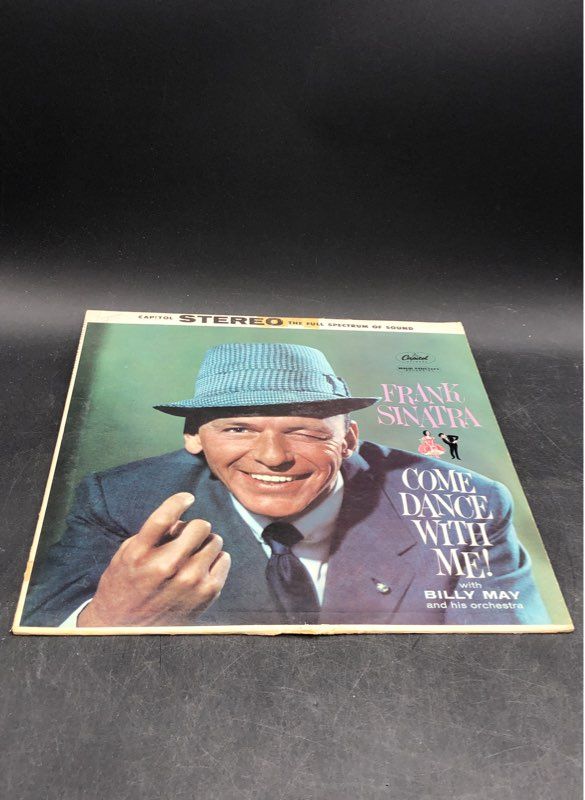 CAPITOL STEREO THE FULL SPECTRUM OF SOUND
Capitol
FRANK
SINATRA
COME
DANCE
WITH
ME!
with
BILLY MAY
and his orchestra